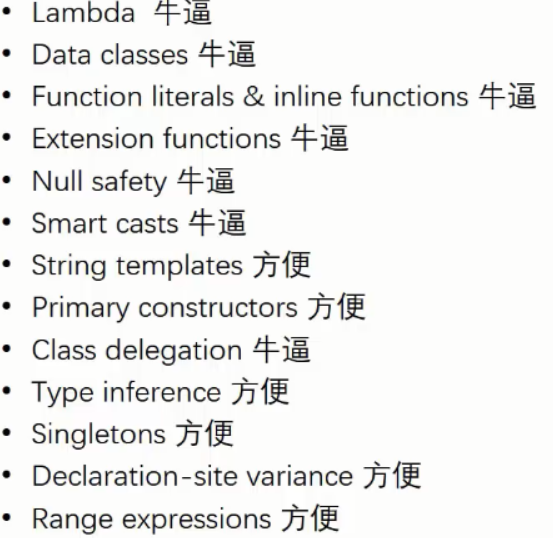 • Lambda 牛逼
• Data classes 牛逼
• Function literals & inline functions 牛逼
• Extension functions 牛逼
• Null safety 牛逼
• Smart casts 牛逼
• String templates 方便
• Primary constructors 方便
• Class delegation 牛逼
• Type inference 方便
• Singletons 方便
• Declaration-site variance 方便
• Range expressions 方便